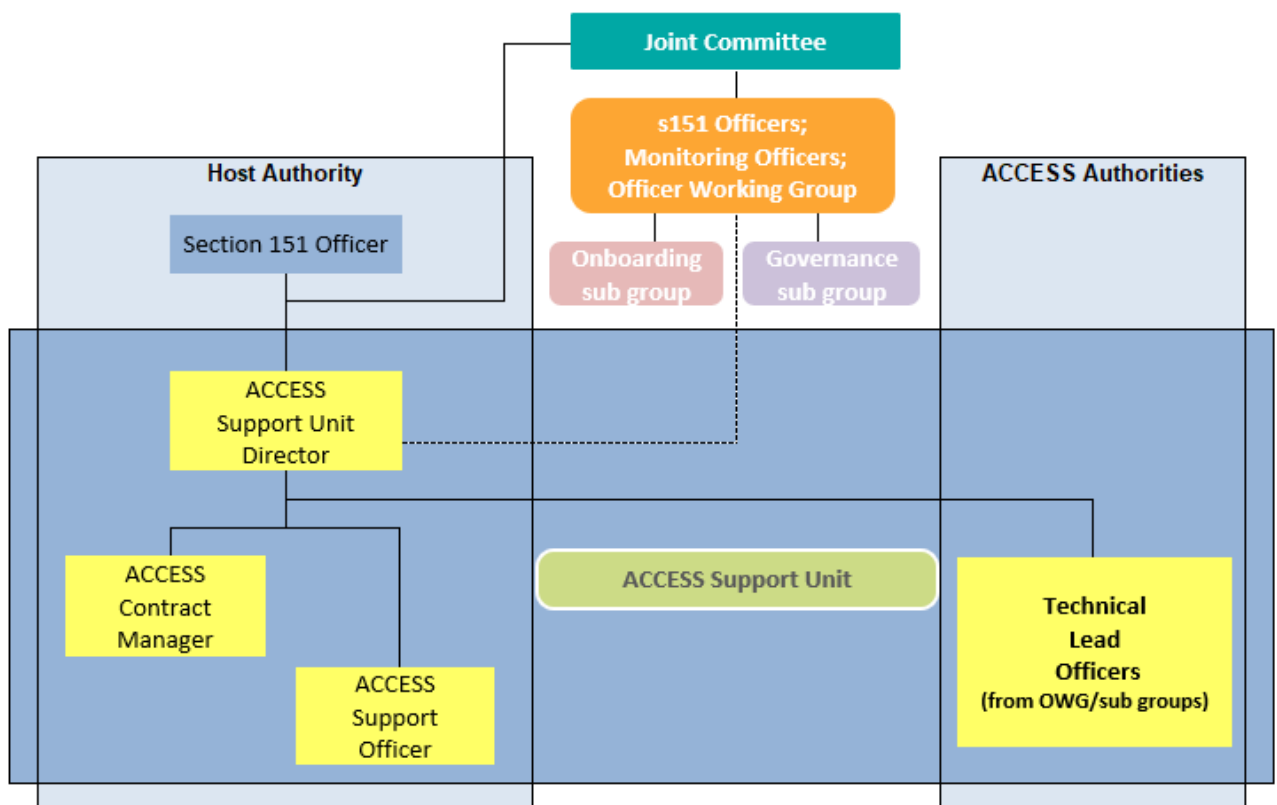 Joint Committee
s151 Officers;
Monitoring Officers;
Officer Working Group
Host Authority
ACCESS Authorities
Section 151 Officer
Onboarding
sub group
Governance
sub group
ACCESS
Support Unit
Director
ACCESS
Contract
Manager
ACCESS Support Unit
Technical
Lead
Officers
(from OWG/sub groups)
ACCESS
Support
Officer